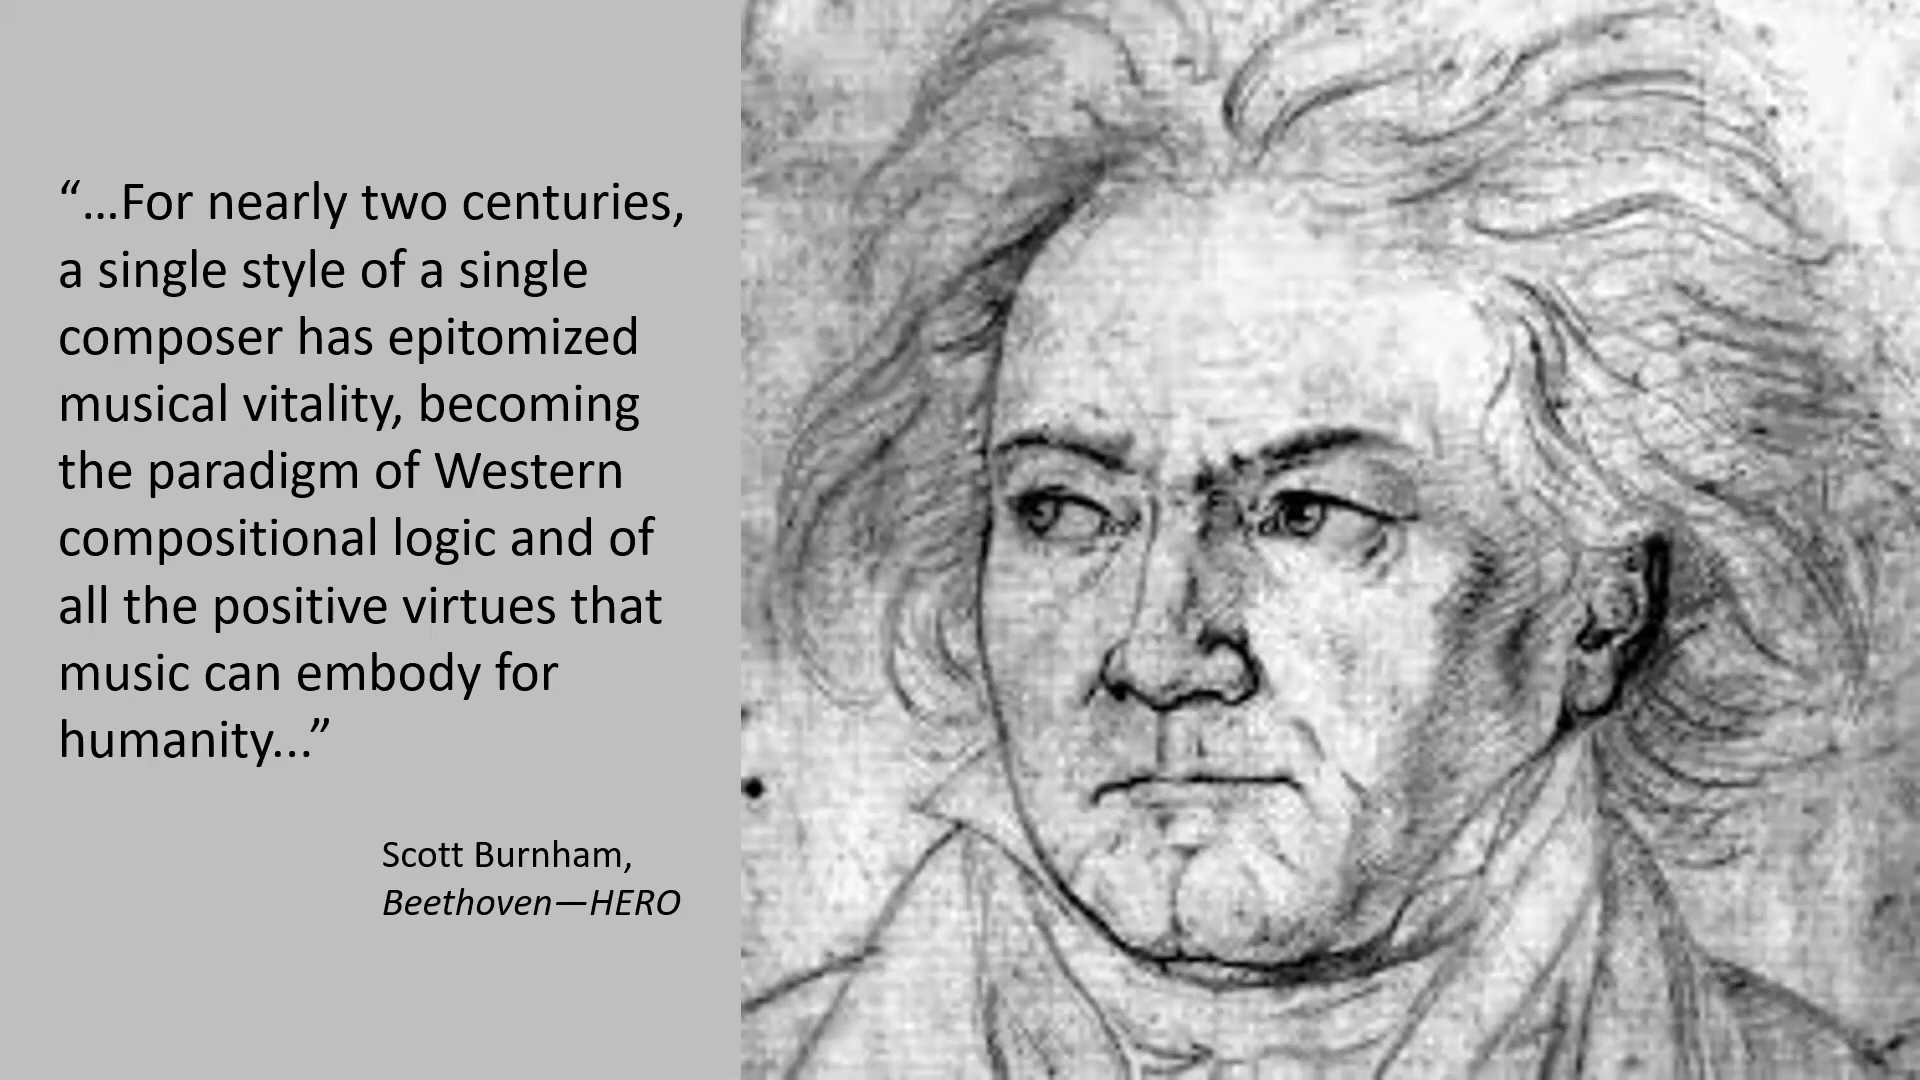 “…For nearly two centuries,
a single style of a single
composer has epitomized
musical vitality, becoming
the paradigm of Western
compositional logic and of
all the positive virtues that
music can embody for
humanity...”
Scott Burnham,
Beethoven—HERO